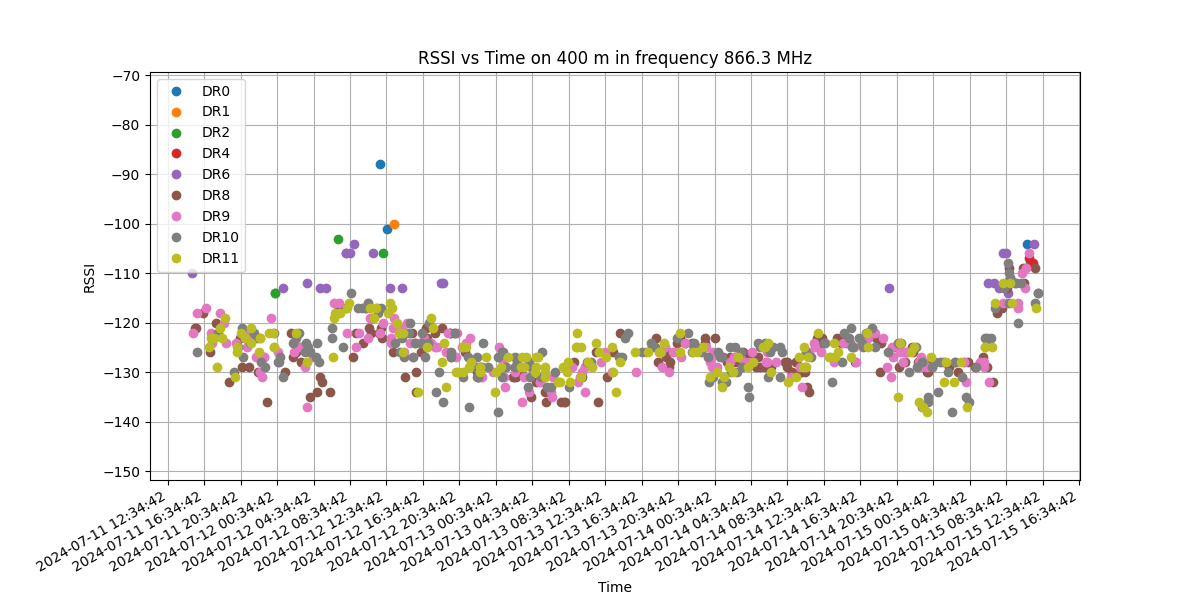 RSSI vs Time on 400 m in frequency 866.3 MHz
DR0
DR1
DR2
DR4
DR6
DR8
DR9
DR10
DR11
RSSI
−70
−80
−90
−100
−110
−120
−130
−140
−150
2024-07-11 12:34:42
2024-07-11 16:34:42
2024-07-11 20:34:42
2024-07-12 00:34:42
2024-07-12 04:34:42
2024-07-12 08:34:42
2024-07-12 12:34:42
2024-07-12 16:34:42
2024-07-12 20:34:42
2024-07-13 00:34:42
2024-07-13 04:34:42
2024-07-13 08:34:42
2024-07-13 12:34:42
2024-07-13 16:34:42
2024-07-13 20:34:42
2024-07-14 00:34:42
2024-07-14 04:34:42
2024-07-14 08:34:42
2024-07-14 12:34:42
2024-07-14 16:34:42
2024-07-14 20:34:42
2024-07-15 00:34:42
2024-07-15 04:34:42
2024-07-15 08:34:42
2024-07-15 12:34:42
2024-07-15 16:34:42
Time